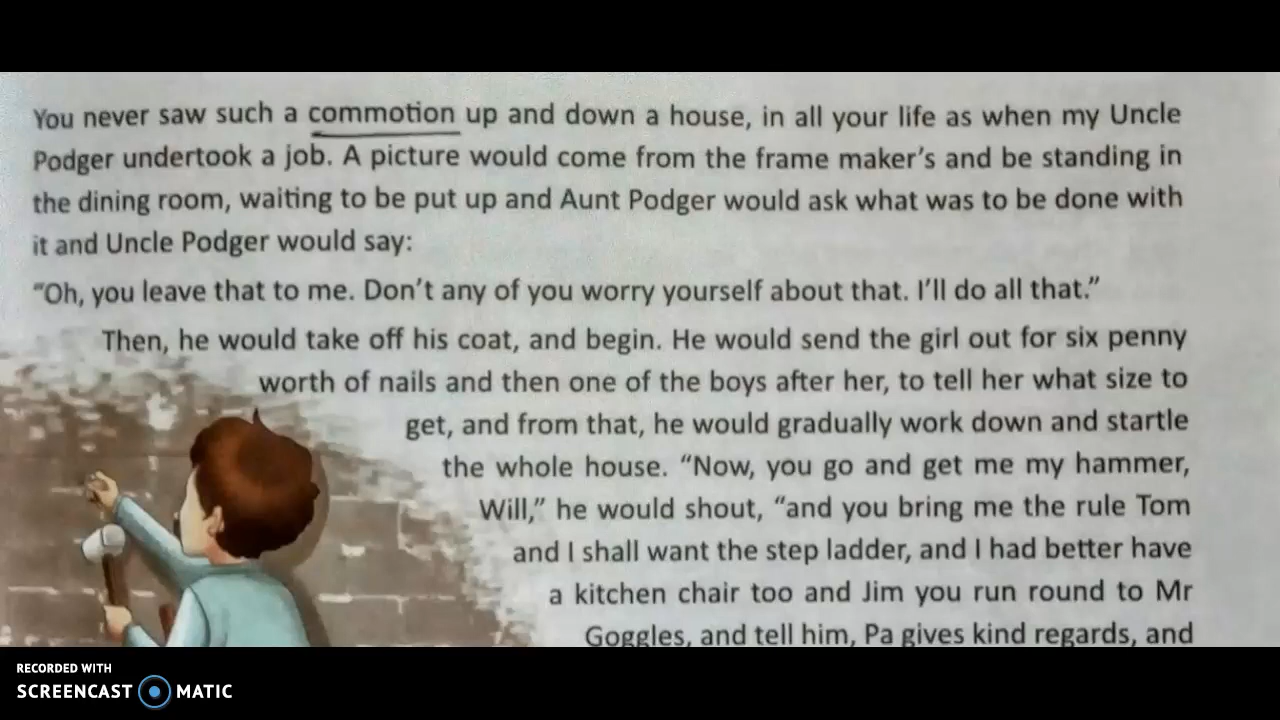 You never saw such a commotion up and down a house, in all your life as when my Uncle
Podger undertook a job. A picture would come from the frame maker's and be standing in
the dining room, waiting to be put up and Aunt Podger would ask what was to be done with
it and Uncle Podger would say:
“Oh, you leave that to me. Don't any of you worry yourself about that. I'll do all that.”
Then, he would take off his coat, and begin. He would send the girl out for six penny
worth of nails and then one of the boys after her, to tell her what size to
get, and from that, he would gradually work down and startle
the whole house. “Now, you go and get me my hammer,
Will,” he would shout, “and you bring me the rule Tom
and I shall want the step ladder, and I had better have
a kitchen chair too and Jim you run round to Mr
Goggles, and tell him, Pa gives kind regards, and
RECORDED WITH
SCREENCAST MATIC